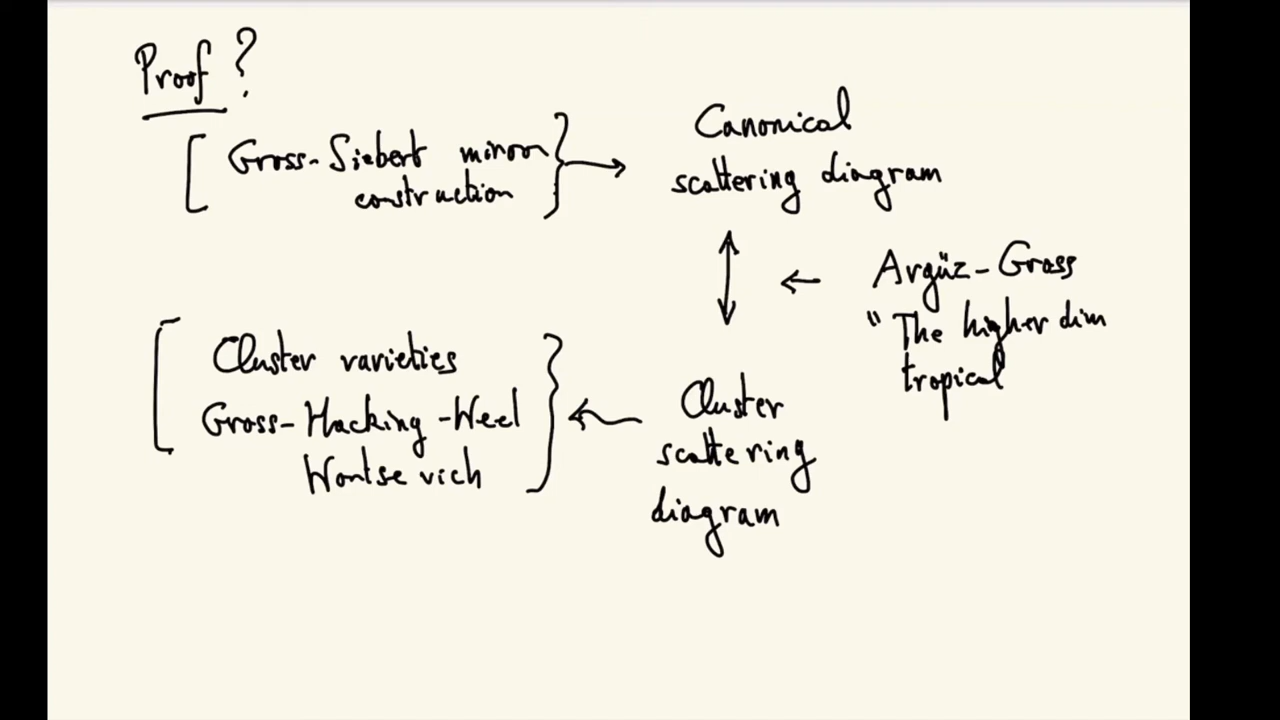 Proof ?
Gross-Siebert mirror
construction
Canonical
scattering diagram
Argüz-Gross
"The higher dim
tropical
Cluster varieties
Gross-Hacking-Keel
Kontsevich
Cluster
scattering
diagram